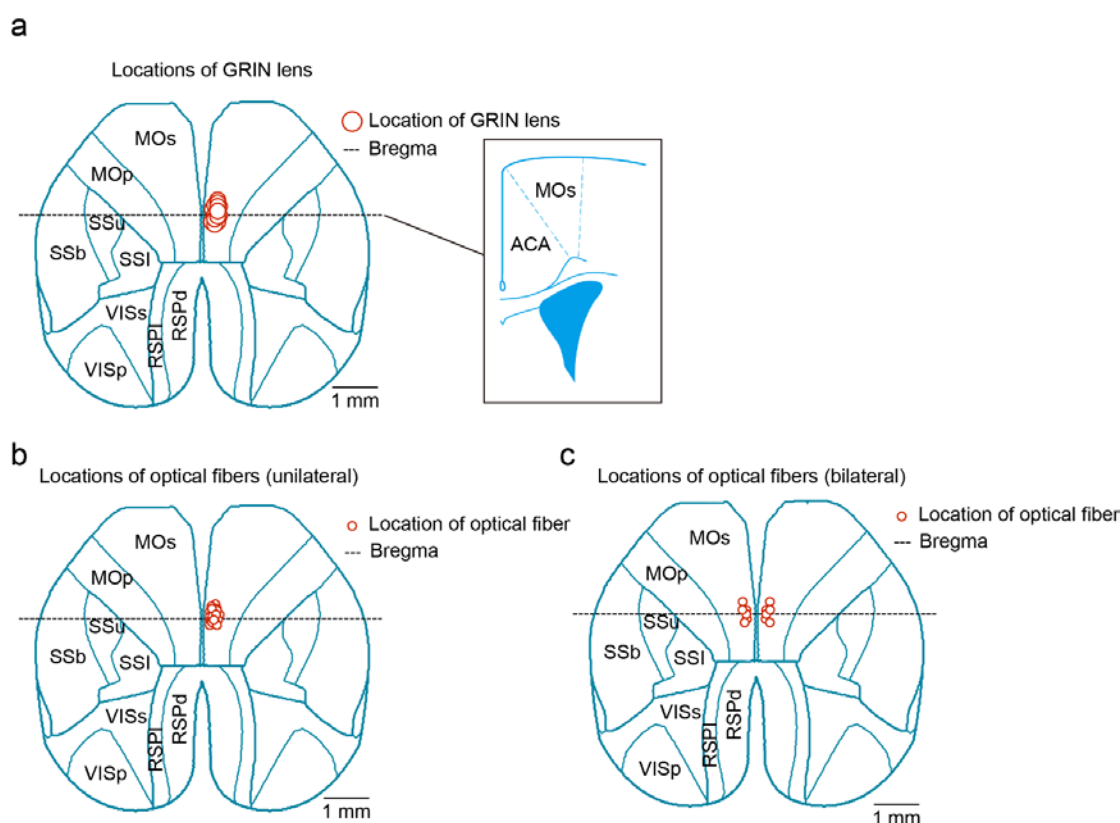 a
Locations of GRIN lens
Location of GRIN lens
Bregma
MOs
MOp
SSu
SSb
SSl
VISs
RSPl
RSPd
VISp
1 mm
MOs
ACA
b
Locations of optical fibers (unilateral)
Location of optical fiber
Bregma
MOs
MOp
SSu
SSb
SSl
VISs
RSPl
RSPd
VISp
1 mm
c
Locations of optical fibers (bilateral)
Location of optical fiber
Bregma
MOs
MOp
SSu
SSb
SSl
VISs
RSPl
RSPd
VISp
1 mm